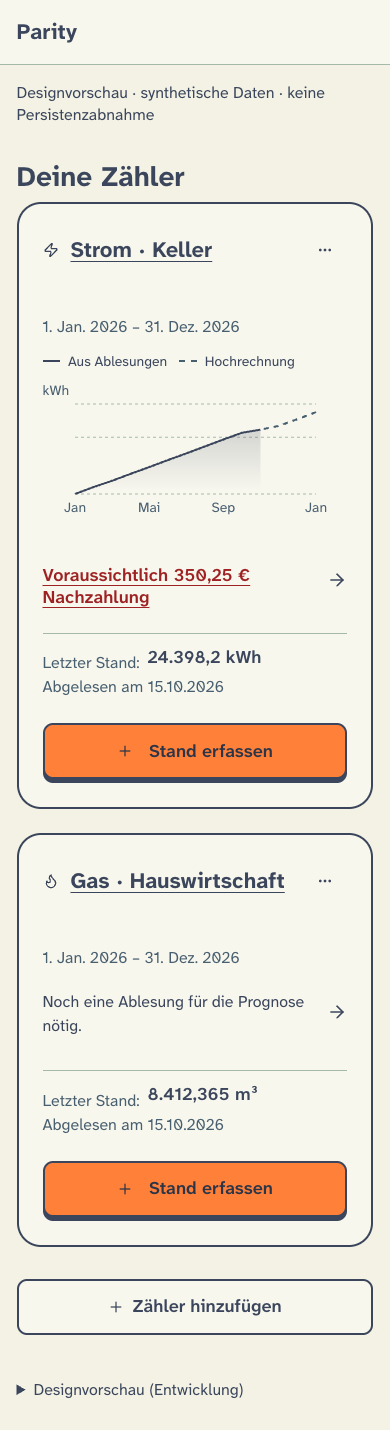 Parity
Designvorschau · synthetische Daten · keine
Persistenzabnahme
Deine Zähler
Strom · Keller
1. Jan. 2026 – 31. Dez. 2026
Aus Ablesungen Hochrechnung
kWh
Jan Mai Sep Jan
Voraussichtlich 350,25 €
Nachzahlung
Letzter Stand: 24.398,2 kWh
Abgelesen am 15.10.2026
+ Stand erfassen
Gas · Hauswirtschaft
1. Jan. 2026 – 31. Dez. 2026
Noch eine Ablesung für die Prognose
nötig.
Letzter Stand: 8.412,365 m³
Abgelesen am 15.10.2026
+ Stand erfassen
+ Zähler hinzufügen
Designvorschau (Entwicklung)